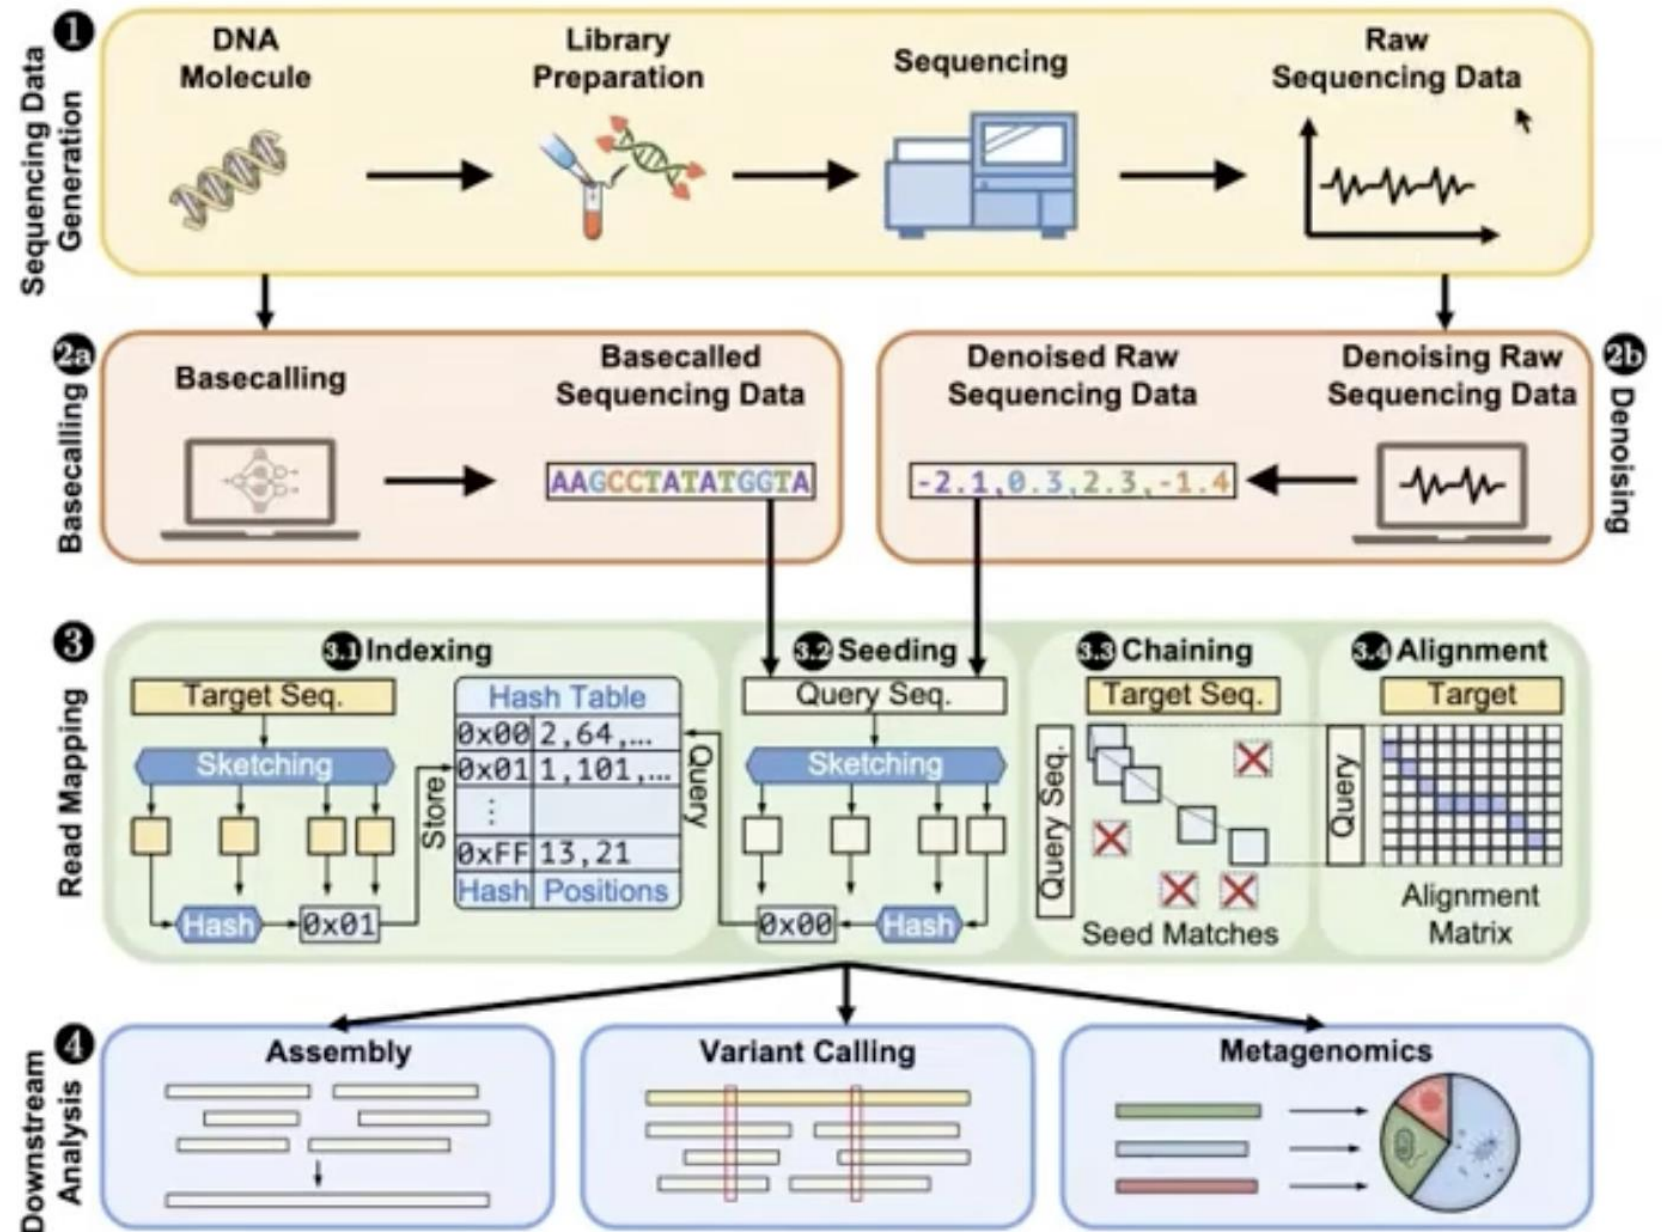 1
Sequencing Data
Generation
DNA
Molecule
Library
Preparation
Sequencing
Raw
Sequencing Data
2a
Basecalling
Basecalling
Basecalled
Sequencing Data
AAGCCTATATGGTA
Denoised Raw
Sequencing Data
-2.1,0.3,2.3,-1.4
Denoising Raw
Sequencing Data
2b
Denoising
3
Read Mapping
3.1 Indexing
Target Seq.
Sketching
Hash
0x01
Store
Hash Table
0x00 2,64,...
0x01 1,101,...
⋮
0xFF 13,21
Hash Positions
Query
3.2 Seeding
Query Seq.
Sketching
0x00
Hash
3.3 Chaining
Target Seq.
Query Seq.
Seed Matches
3.4 Alignment
Target
Query
Alignment
Matrix
4
Downstream
Analysis
Assembly
Variant Calling
Metagenomics